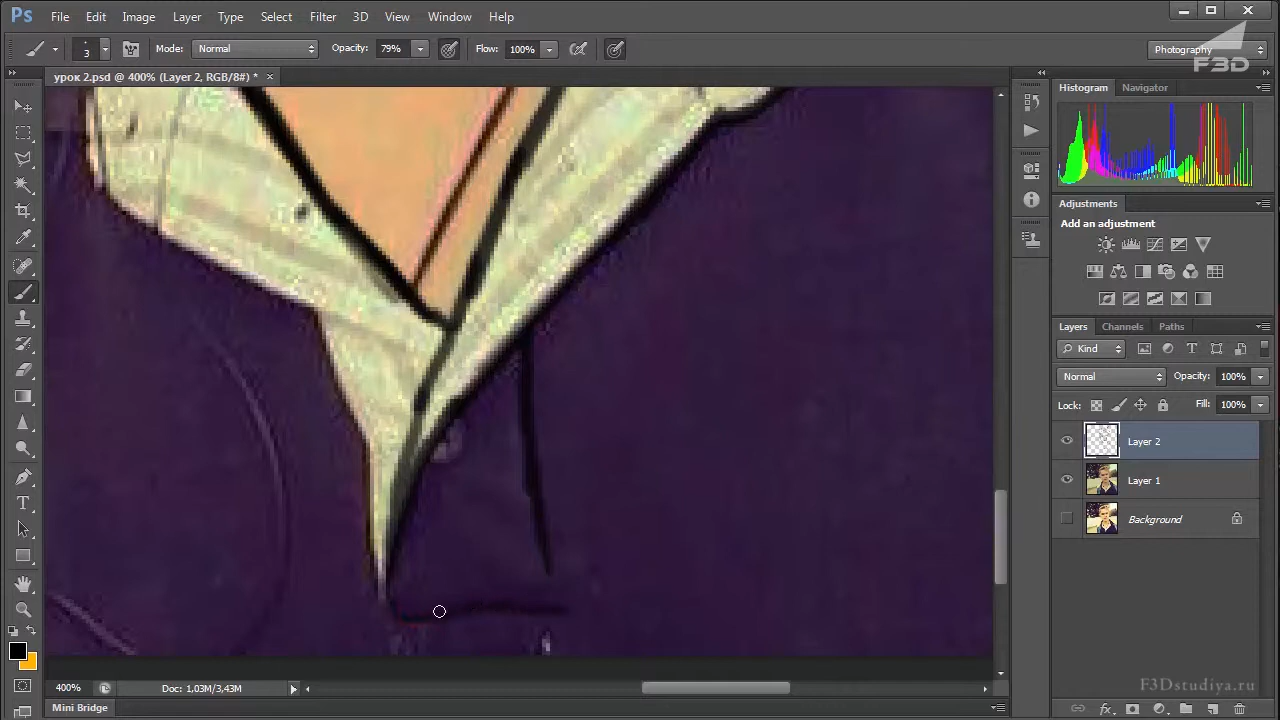 Ps File Edit Image Layer Type Select Filter 3D View Window Help
3 Mode: Normal Opacity: 79% Flow: 100% Photography
F3D
урок 2.psd @ 400% (Layer 2, RGB/8#) *
Histogram Navigator
Adjustments
Add an adjustment
Layers Channels Paths
Kind
Normal Opacity: 100%
Lock: Fill: 100%
Layer 2
Layer 1
Background
400% Doc: 1,03M/3,43M
F3Dstudiya.ru
Mini Bridge